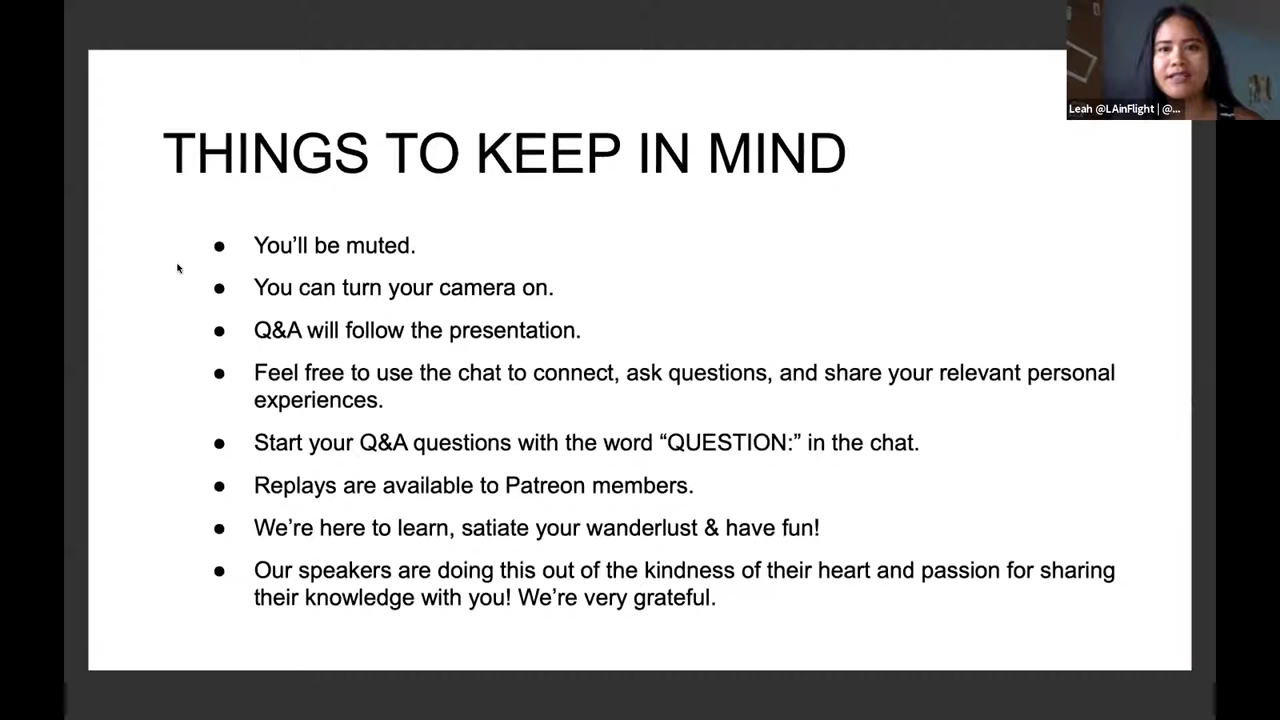 Leah @LAinFlight | @...
THINGS TO KEEP IN MIND
● You’ll be muted.
● You can turn your camera on.
● Q&A will follow the presentation.
● Feel free to use the chat to connect, ask questions, and share your relevant personal
experiences.
● Start your Q&A questions with the word “QUESTION:” in the chat.
● Replays are available to Patreon members.
● We’re here to learn, satiate your wanderlust & have fun!
● Our speakers are doing this out of the kindness of their heart and passion for sharing
their knowledge with you! We’re very grateful.